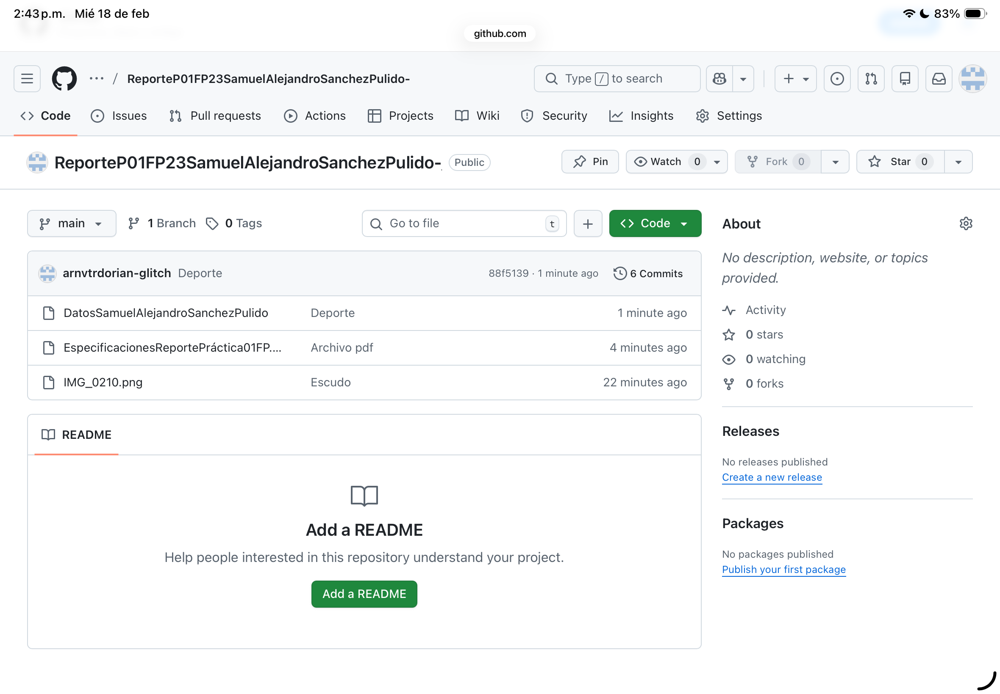 2:43 p.m. Mié 18 de feb
83%
github.com
... / ReporteP01FP23SamuelAlejandroSanchezPulido-
Type / to search
Code Issues Pull requests Actions Projects Wiki Security Insights Settings
ReporteP01FP23SamuelAlejandroSanchezPulido- Public
Pin Watch 0 Fork 0 Star 0
main 1 Branch 0 Tags
Go to file t
+ Code
About
No description, website, or topics
provided.
arnvtrdorian-glitch Deporte 88f5139 · 1 minute ago 6 Commits
DatosSamuelAlejandroSanchezPulido Deporte 1 minute ago
EspecificacionesReportePráctica01FP.... Archivo pdf 4 minutes ago
IMG_0210.png Escudo 22 minutes ago
Activity
0 stars
0 watching
0 forks
README
Add a README
Help people interested in this repository understand your project.
Add a README
Releases
No releases published
Create a new release
Packages
No packages published
Publish your first package